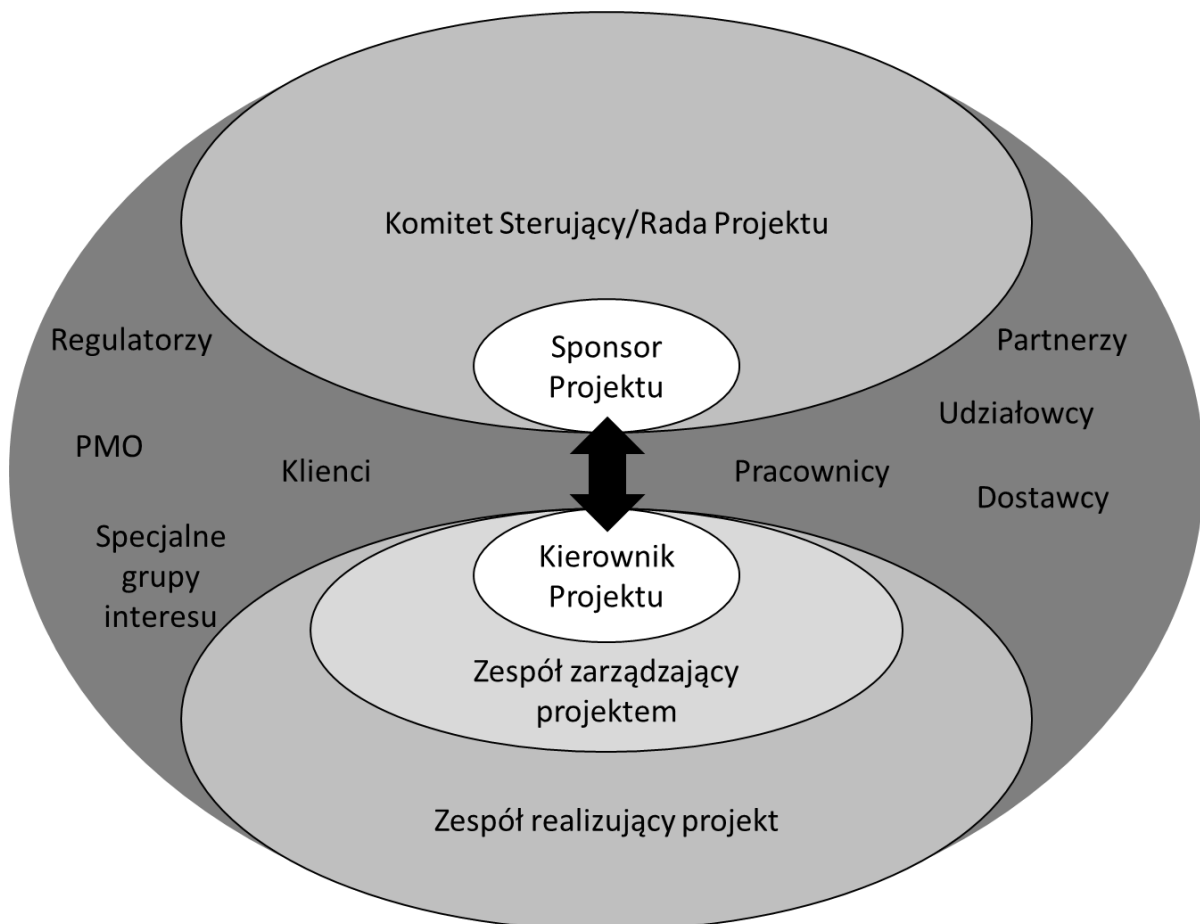 Komitet Sterujący/Rada Projektu
Regulatorzy
Partnerzy
Sponsor
Projektu
Udziałowcy
PMO
Klienci
Pracownicy
Dostawcy
Specjalne
grupy
interesu
Kierownik
Projektu
Zespół zarządzający
projektem
Zespół realizujący projekt